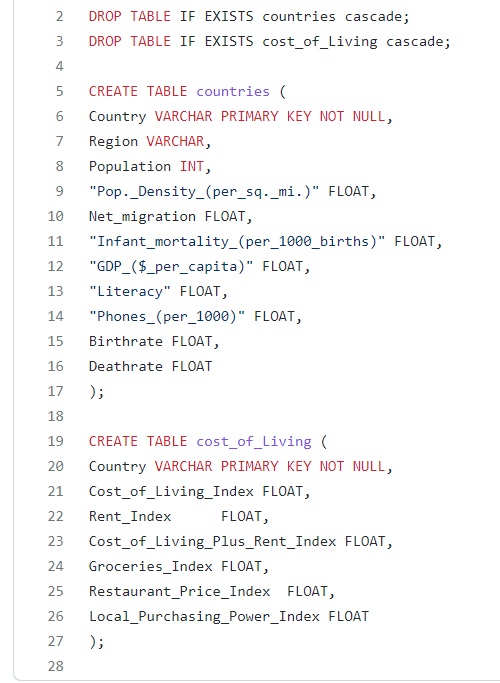 2 DROP TABLE IF EXISTS countries cascade;
3 DROP TABLE IF EXISTS cost_of_Living cascade;
4
5 CREATE TABLE countries (
6 Country VARCHAR PRIMARY KEY NOT NULL,
7 Region VARCHAR,
8 Population INT,
9 "Pop._Density_(per_sq._mi.)" FLOAT,
10 Net_migration FLOAT,
11 "Infant_mortality_(per_1000_births)" FLOAT,
12 "GDP_($_per_capita)" FLOAT,
13 "Literacy" FLOAT,
14 "Phones_(per_1000)" FLOAT,
15 Birthrate FLOAT,
16 Deathrate FLOAT
17 );
18
19 CREATE TABLE cost_of_Living (
20 Country VARCHAR PRIMARY KEY NOT NULL,
21 Cost_of_Living_Index FLOAT,
22 Rent_Index      FLOAT,
23 Cost_of_Living_Plus_Rent_Index FLOAT,
24 Groceries_Index FLOAT,
25 Restaurant_Price_Index  FLOAT,
26 Local_Purchasing_Power_Index FLOAT
27 );
28